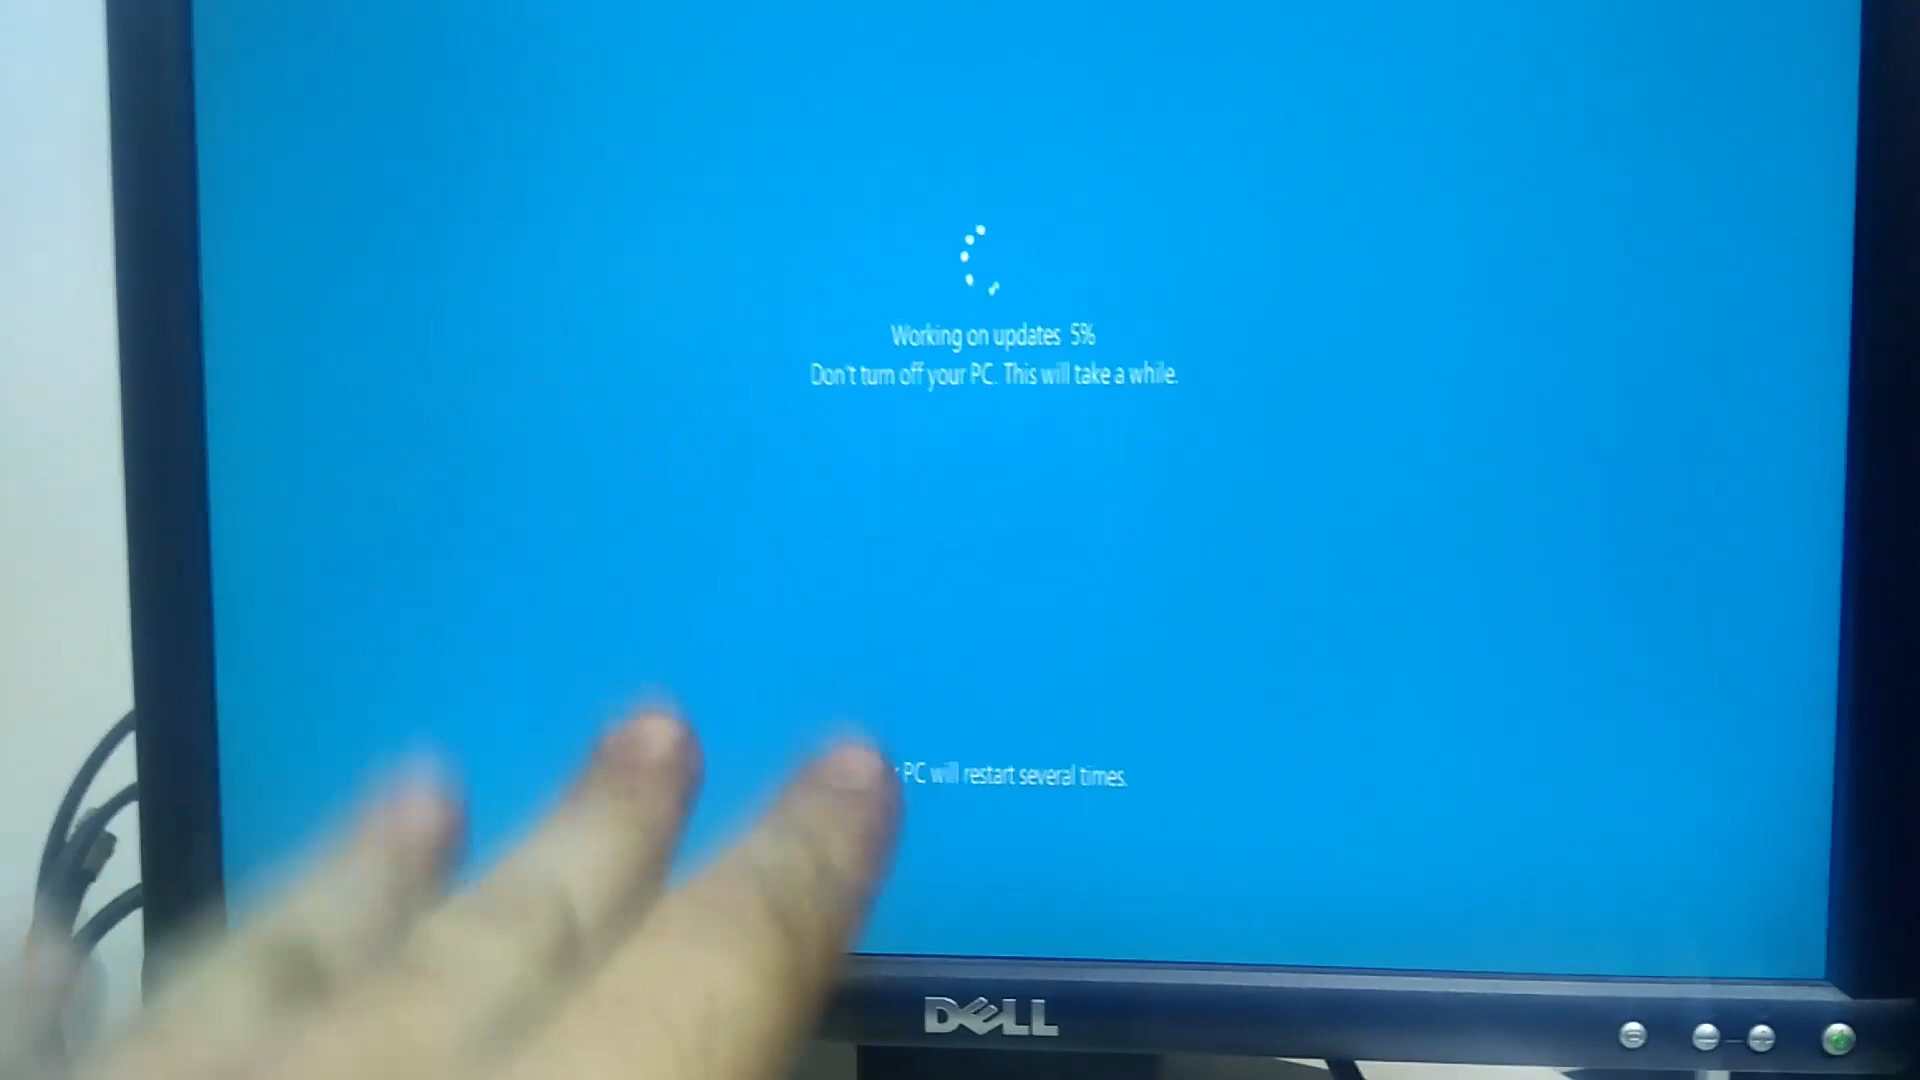 Working on updates 5%
Don't turn off your PC. This will take a while.
PC will restart several times.
DELL